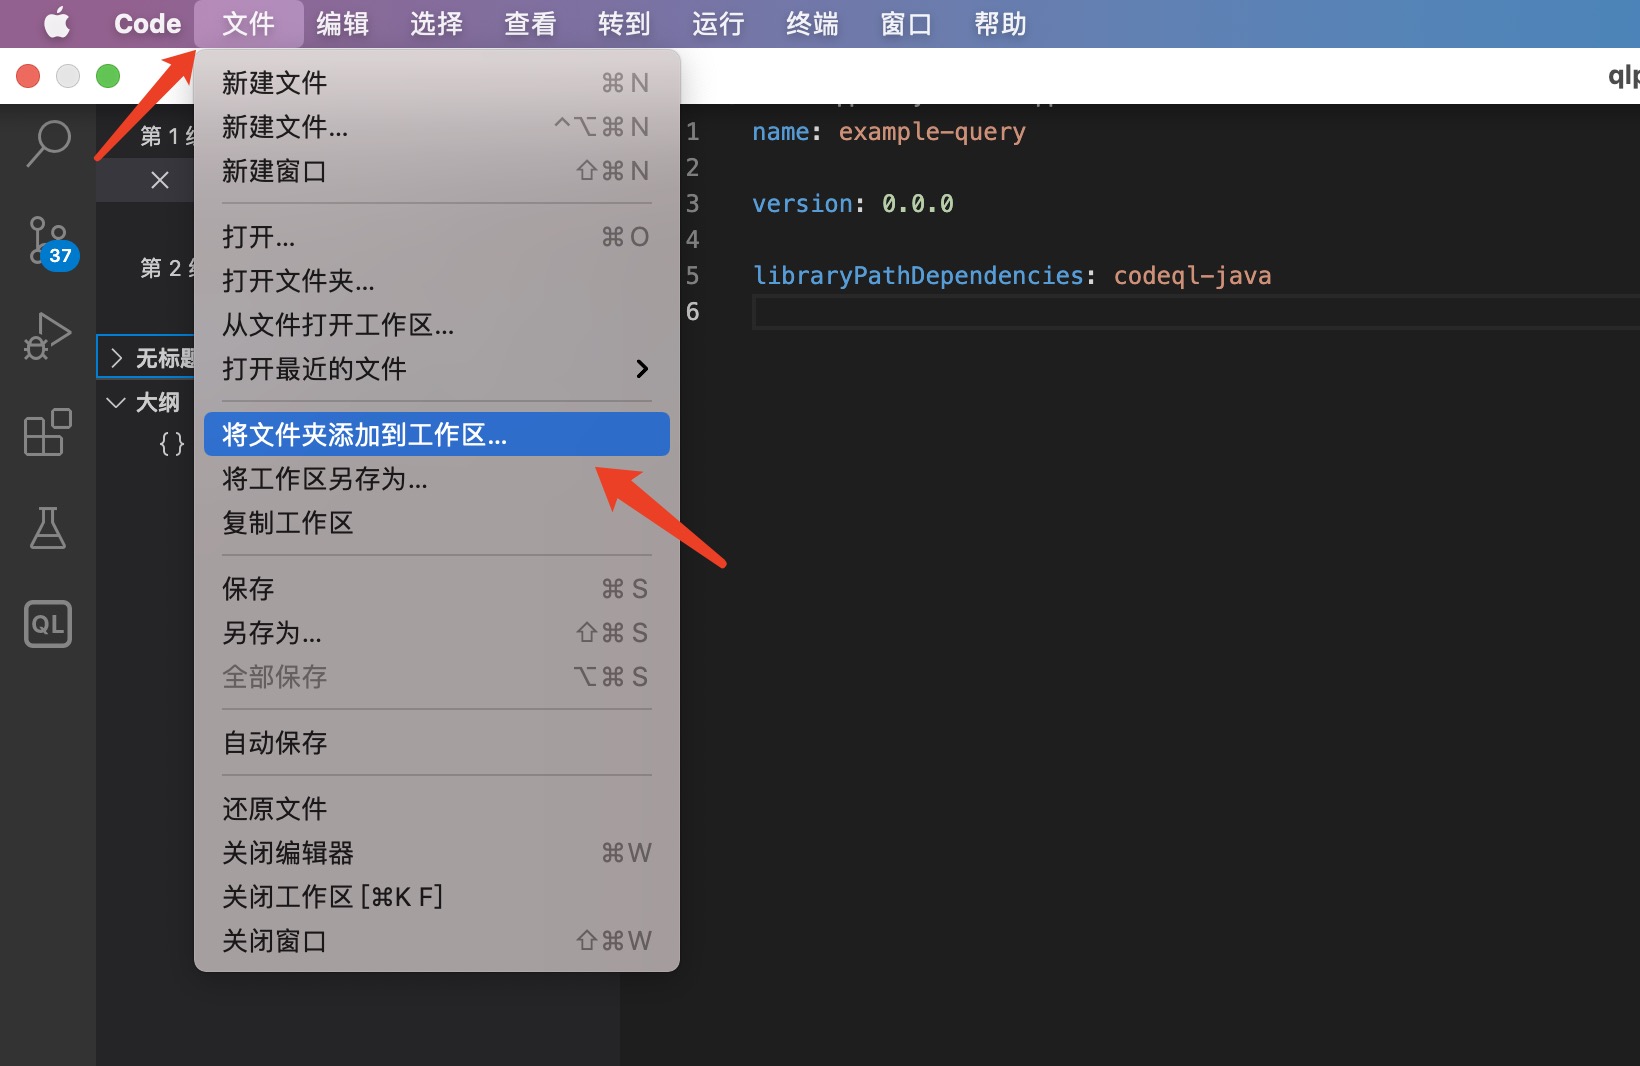 Code 文件 编辑 选择 查看 转到 运行 终端 窗口 帮助
qlp
第 1
第 2
无标题
大纲
{}
37
QL
新建文件 ⌘N
新建文件... ^⌥⌘N
新建窗口 ⇧⌘N
打开... ⌘O
打开文件夹...
从文件打开工作区...
打开最近的文件
将文件夹添加到工作区...
将工作区另存为...
复制工作区
保存 ⌘S
另存为... ⇧⌘S
全部保存 ⌥⌘S
自动保存
还原文件
关闭编辑器 ⌘W
关闭工作区 [⌘K F]
关闭窗口 ⇧⌘W
1 name: example-query
2
3 version: 0.0.0
4
5 libraryPathDependencies: codeql-java
6